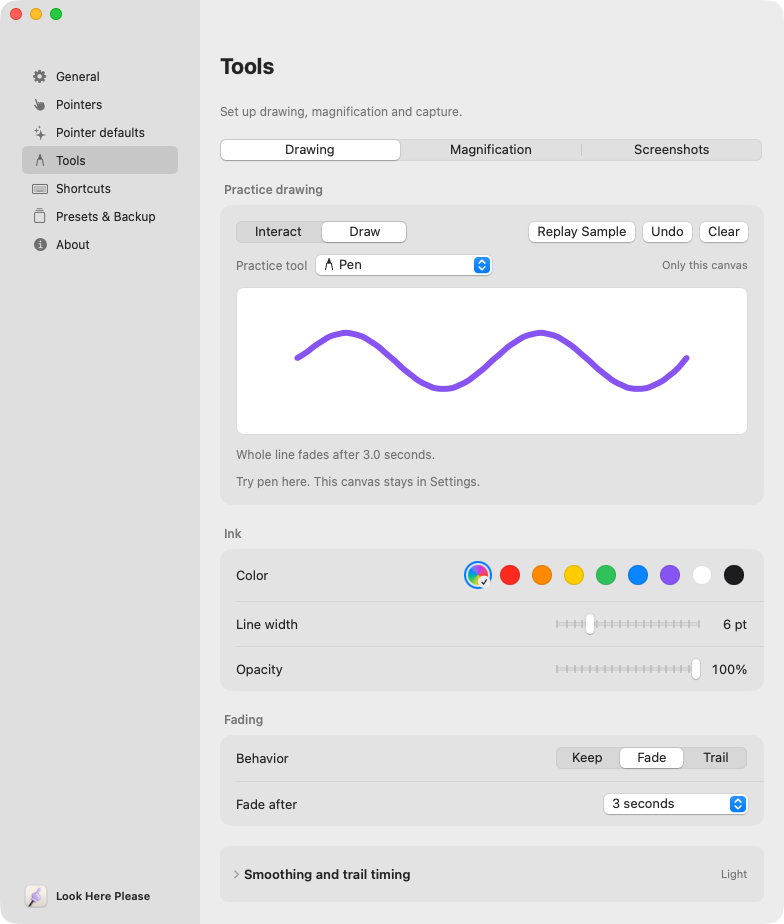 General
Pointers
Pointer defaults
Tools
Shortcuts
Presets & Backup
About
Look Here Please
Tools
Set up drawing, magnification and capture.
Drawing Magnification Screenshots
Practice drawing
Interact Draw Replay Sample Undo Clear
Practice tool Pen Only this canvas
Whole line fades after 3.0 seconds.
Try pen here. This canvas stays in Settings.
Ink
Color
Line width 6 pt
Opacity 100%
Fading
Behavior Keep Fade Trail
Fade after 3 seconds
Smoothing and trail timing Light